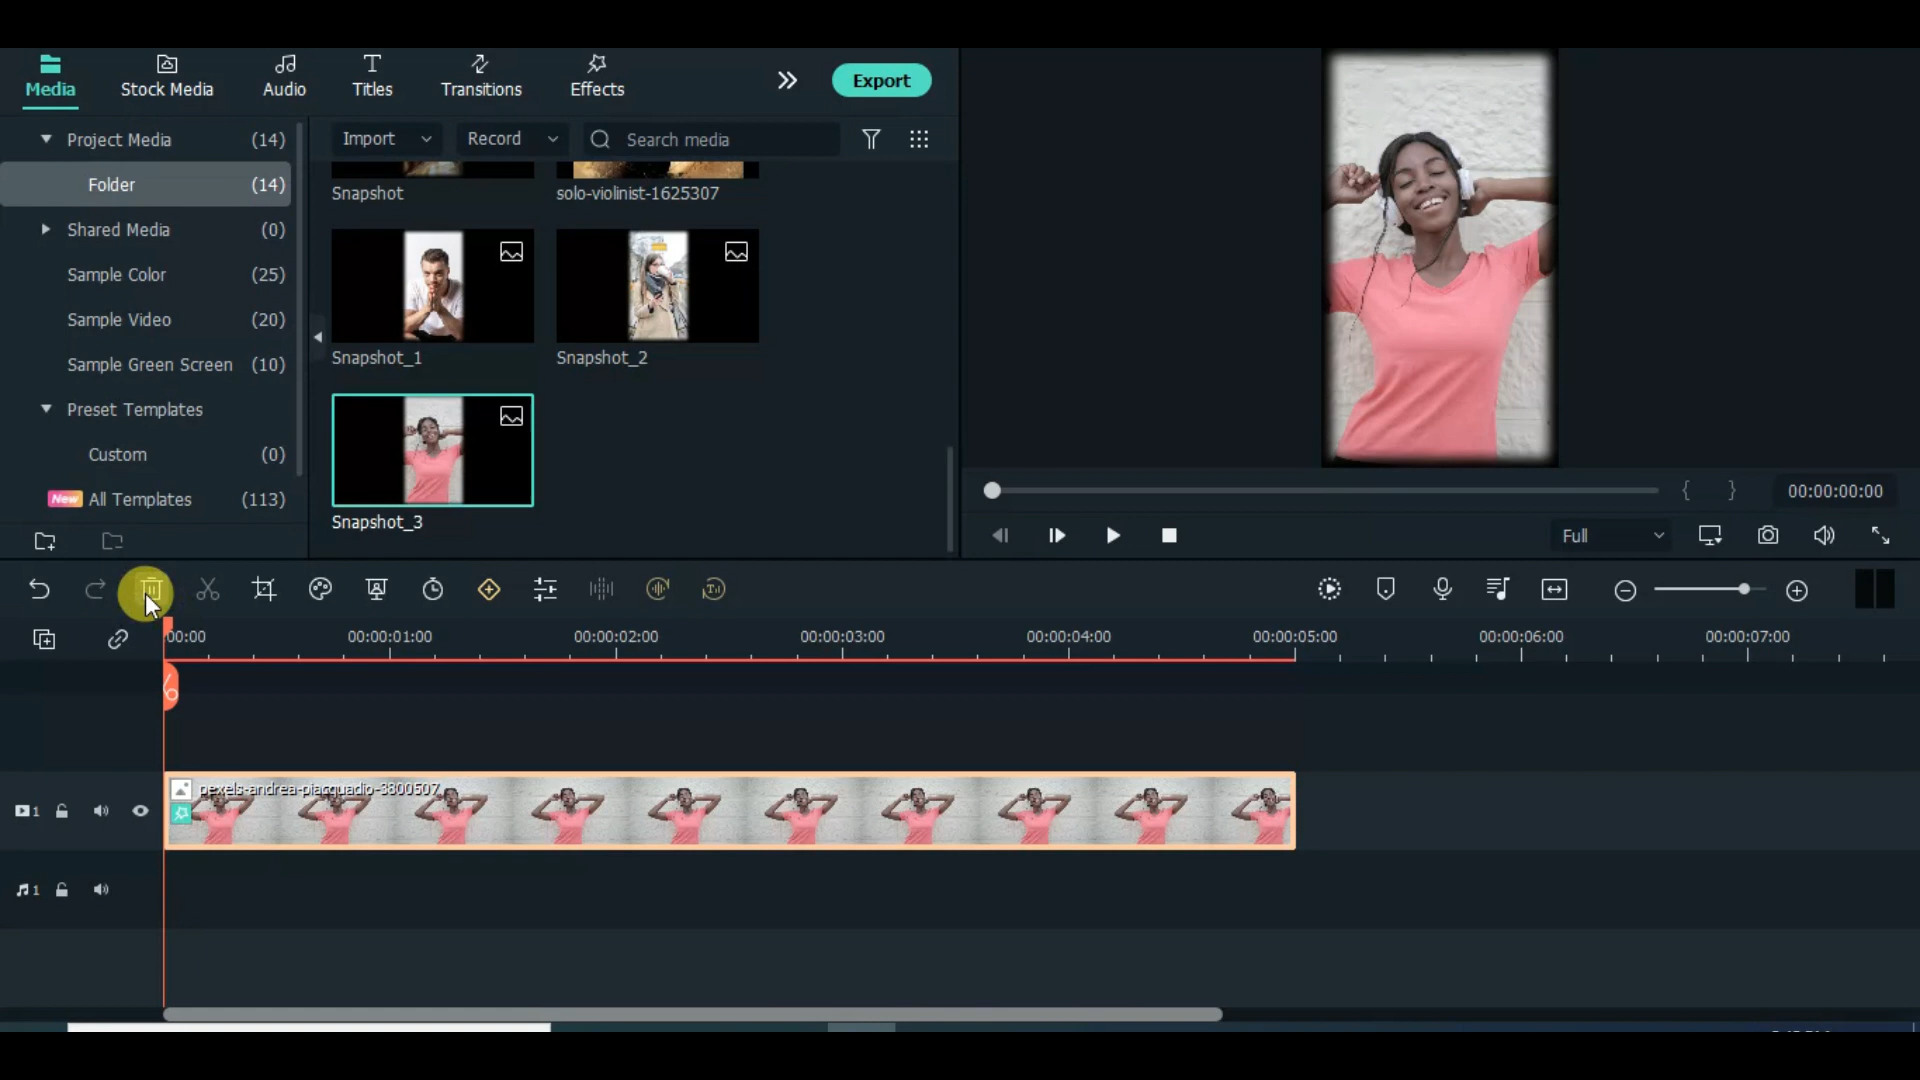 Media
Stock Media
Audio
Titles
Transitions
Effects
Export
Project Media (14)
Folder (14)
Shared Media (0)
Sample Color (25)
Sample Video (20)
Sample Green Screen (10)
Preset Templates
Custom (0)
New All Templates (113)
Import
Record
Search media
Snapshot
solo-violinist-1625307
Snapshot_1
Snapshot_2
Snapshot_3
{ } 00:00:00:00
Full
00:00
00:00:01:00
00:00:02:00
00:00:03:00
00:00:04:00
00:00:05:00
00:00:06:00
00:00:07:00
pexels-andrea-piacquadio-3800507
1
1